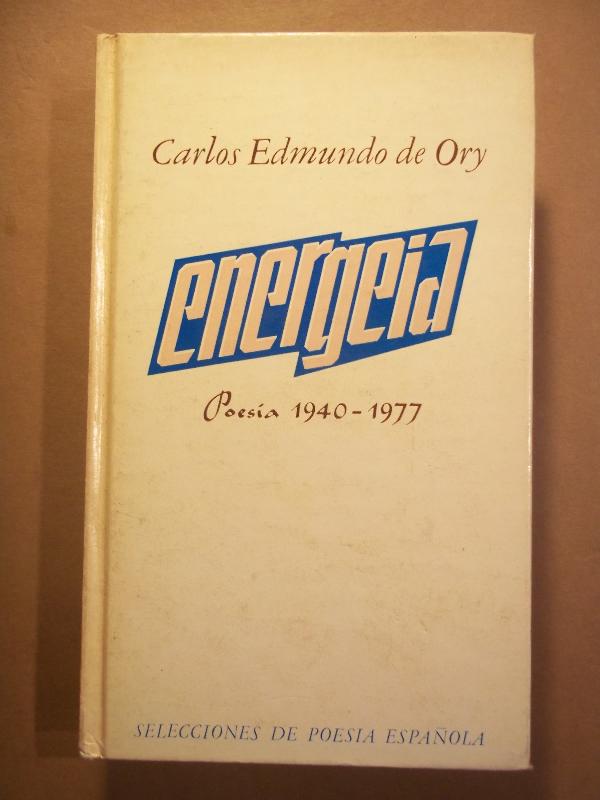 Carlos Edmundo de Ory
energeia
Poesía 1940-1977
SELECCIONES DE POESIA ESPAÑOLA